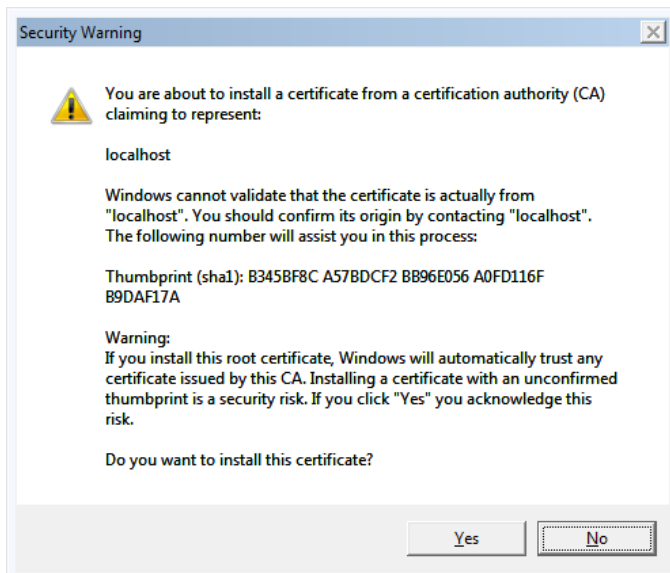 Security Warning
You are about to install a certificate from a certification authority (CA)
claiming to represent:
localhost
Windows cannot validate that the certificate is actually from
"localhost". You should confirm its origin by contacting "localhost".
The following number will assist you in this process:
Thumbprint (sha1): B345BF8C A57BDCF2 BB96E056 A0FD116F
B9DAF17A
Warning:
If you install this root certificate, Windows will automatically trust any
certificate issued by this CA. Installing a certificate with an unconfirmed
thumbprint is a security risk. If you click "Yes" you acknowledge this
risk.
Do you want to install this certificate?
Yes No